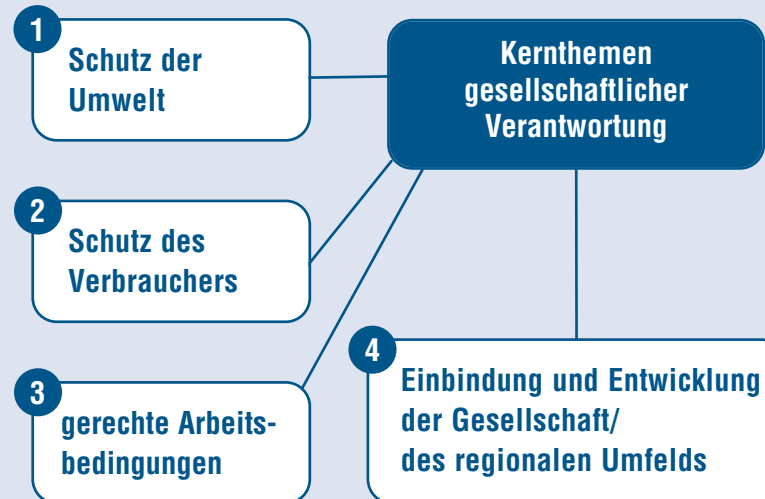 1
Schutz der
Umwelt
Kernthemen
gesellschaftlicher
Verantwortung
2
Schutz des
Verbrauchers
3
gerechte Arbeits-
bedingungen
4
Einbindung und Entwicklung
der Gesellschaft/
des regionalen Umfelds